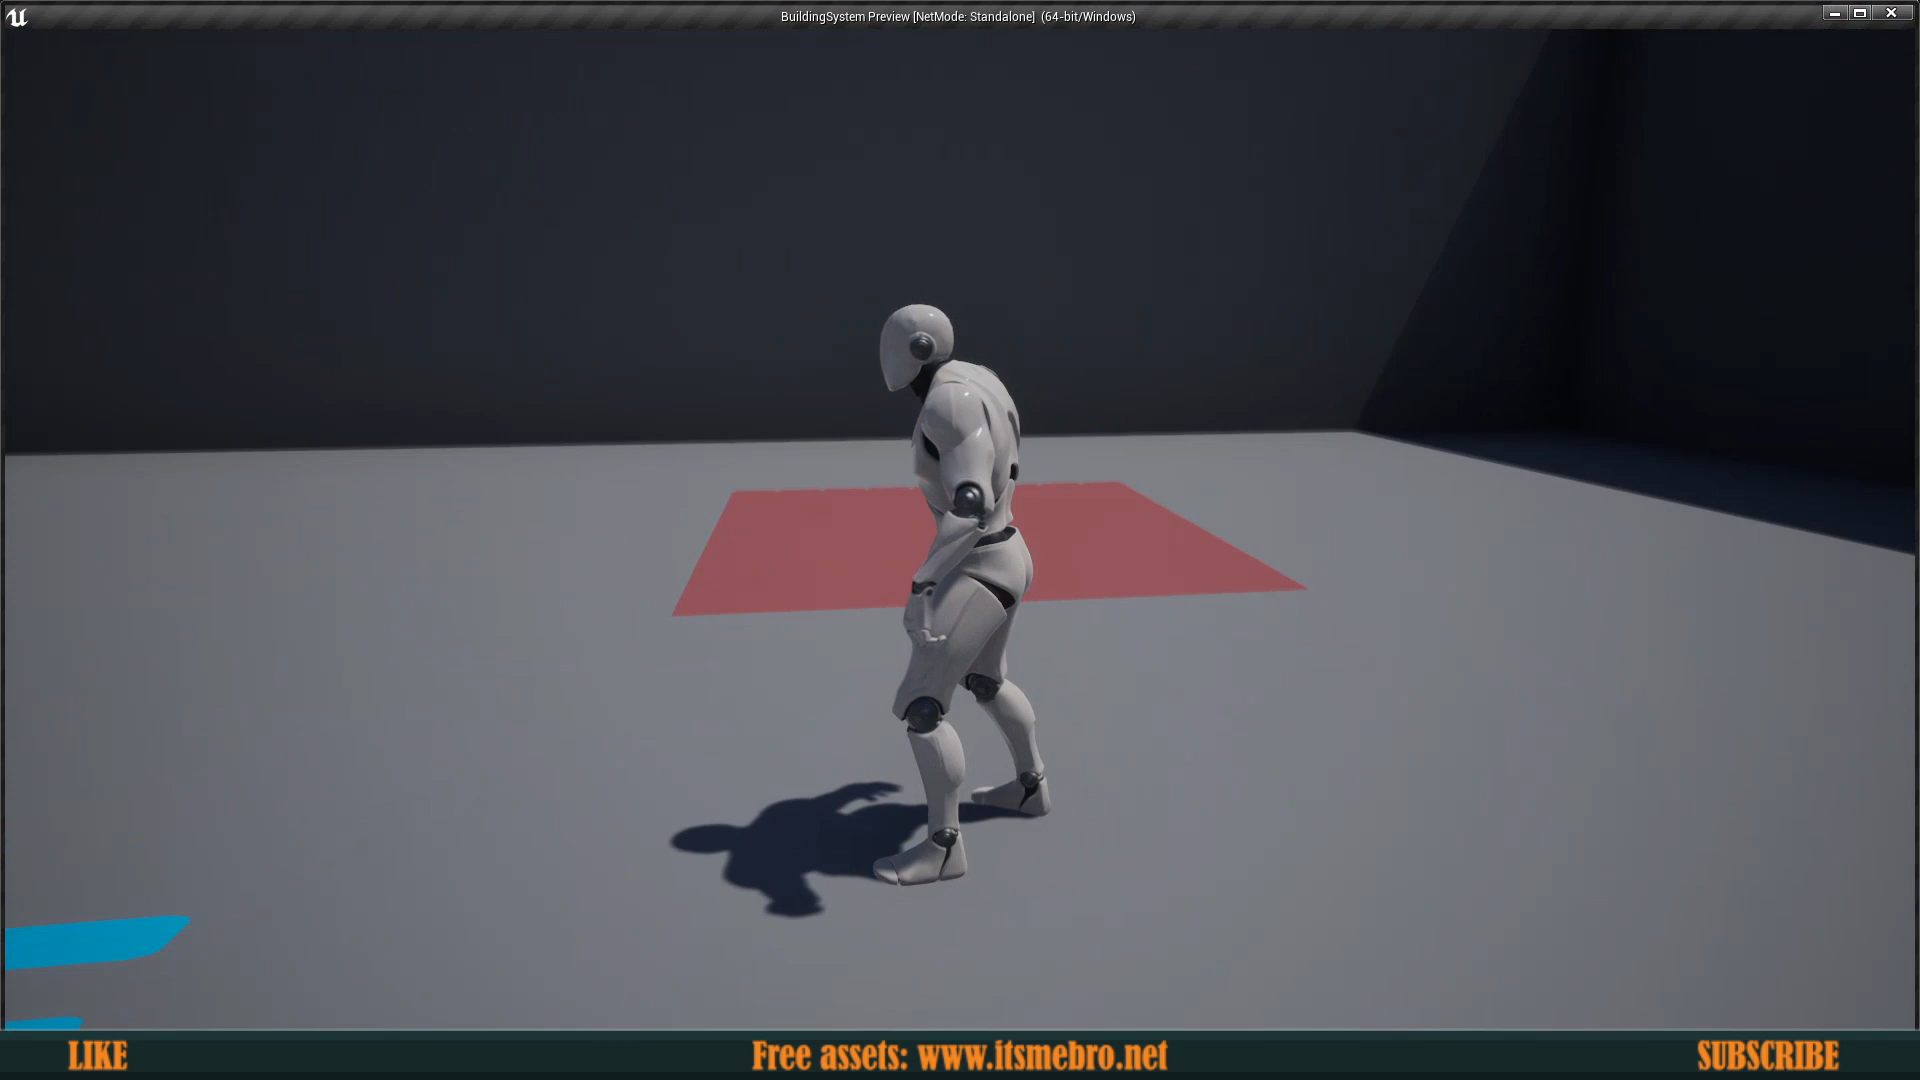 BuildingSystem Preview [NetMode: Standalone] (64-bit/Windows)
LIKE
Free assets: www.itsmebro.net
SUBSCRIBE